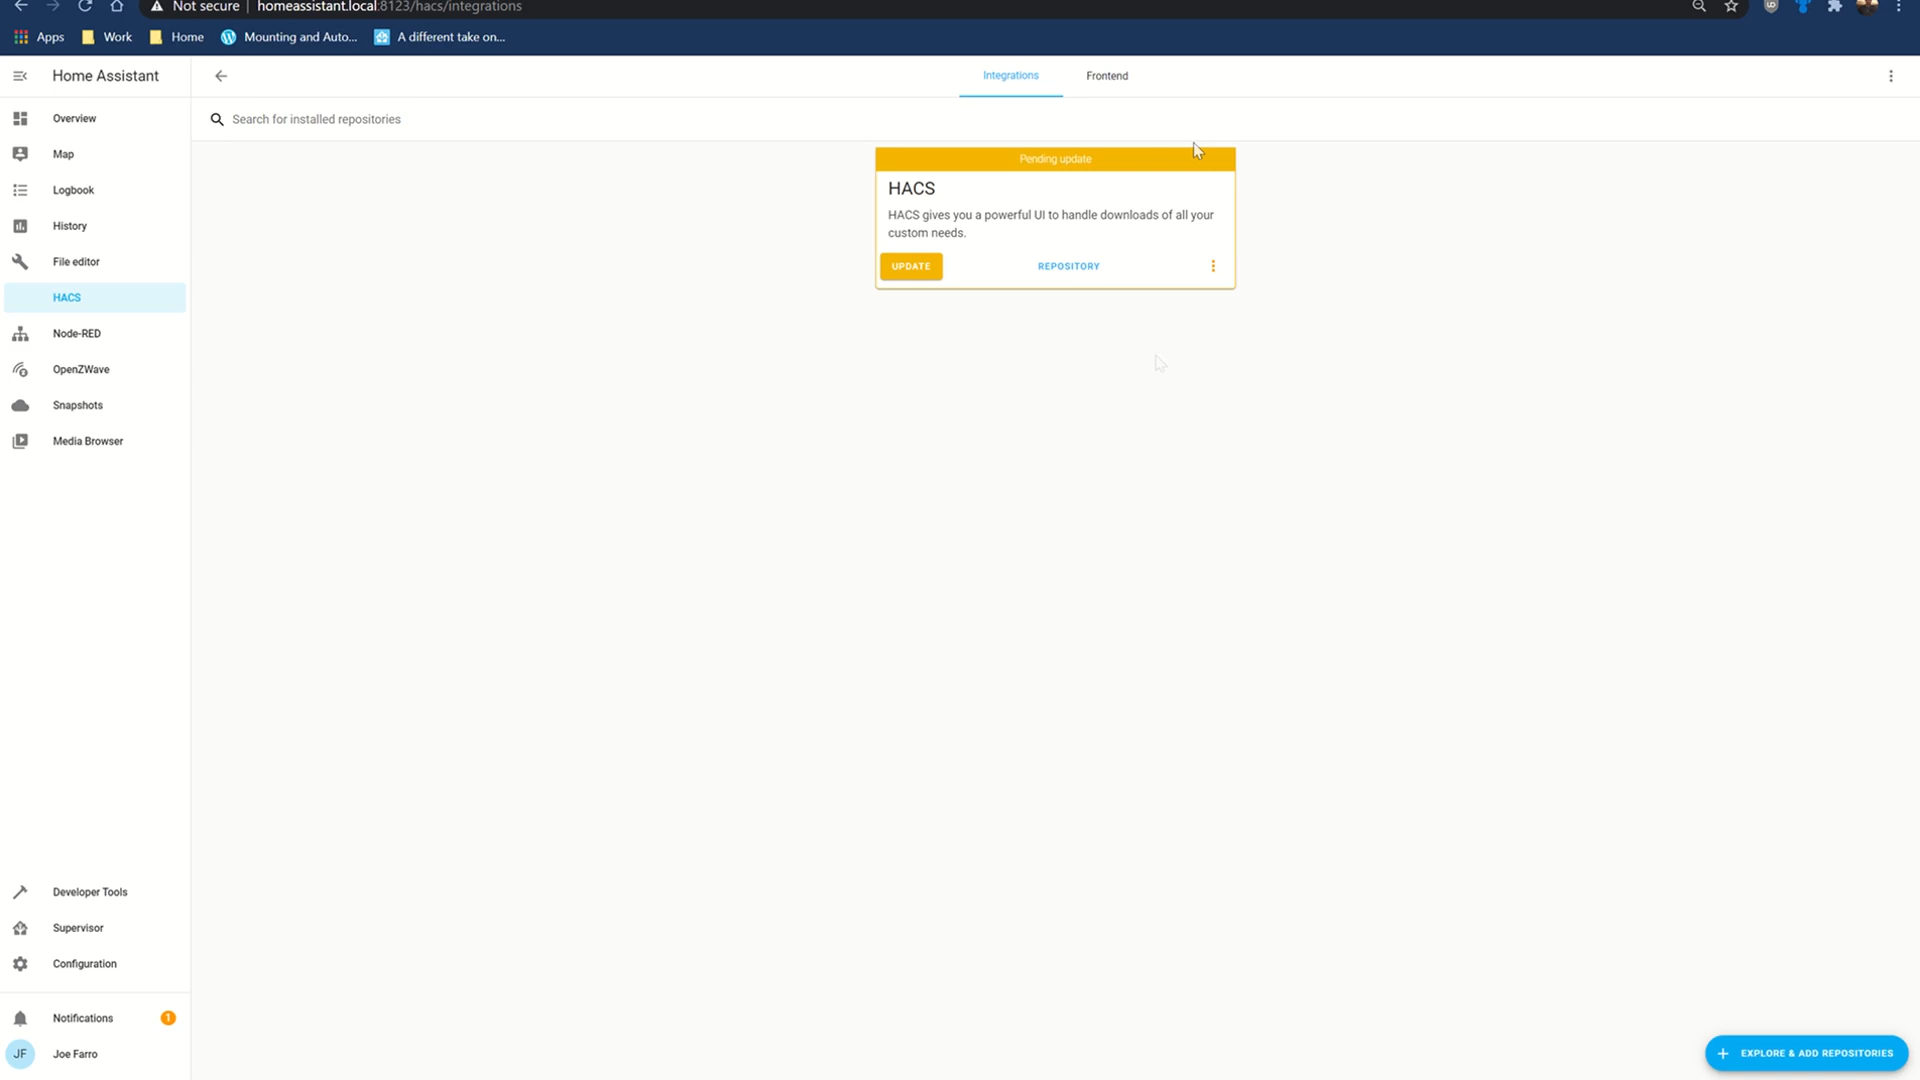 Not secure | homeassistant.local:8123/hacs/integrations
Apps Work Home Mounting and Auto... A different take on...
Home Assistant
Integrations Frontend
Overview
Search for installed repositories
Map
Pending update
Logbook
HACS
HACS gives you a powerful UI to handle downloads of all your
custom needs.
History
File editor
UPDATE REPOSITORY
HACS
Node-RED
OpenZWave
Snapshots
Media Browser
Developer Tools
Supervisor
Configuration
Notifications 1
JF Joe Farro
+ EXPLORE & ADD REPOSITORIES